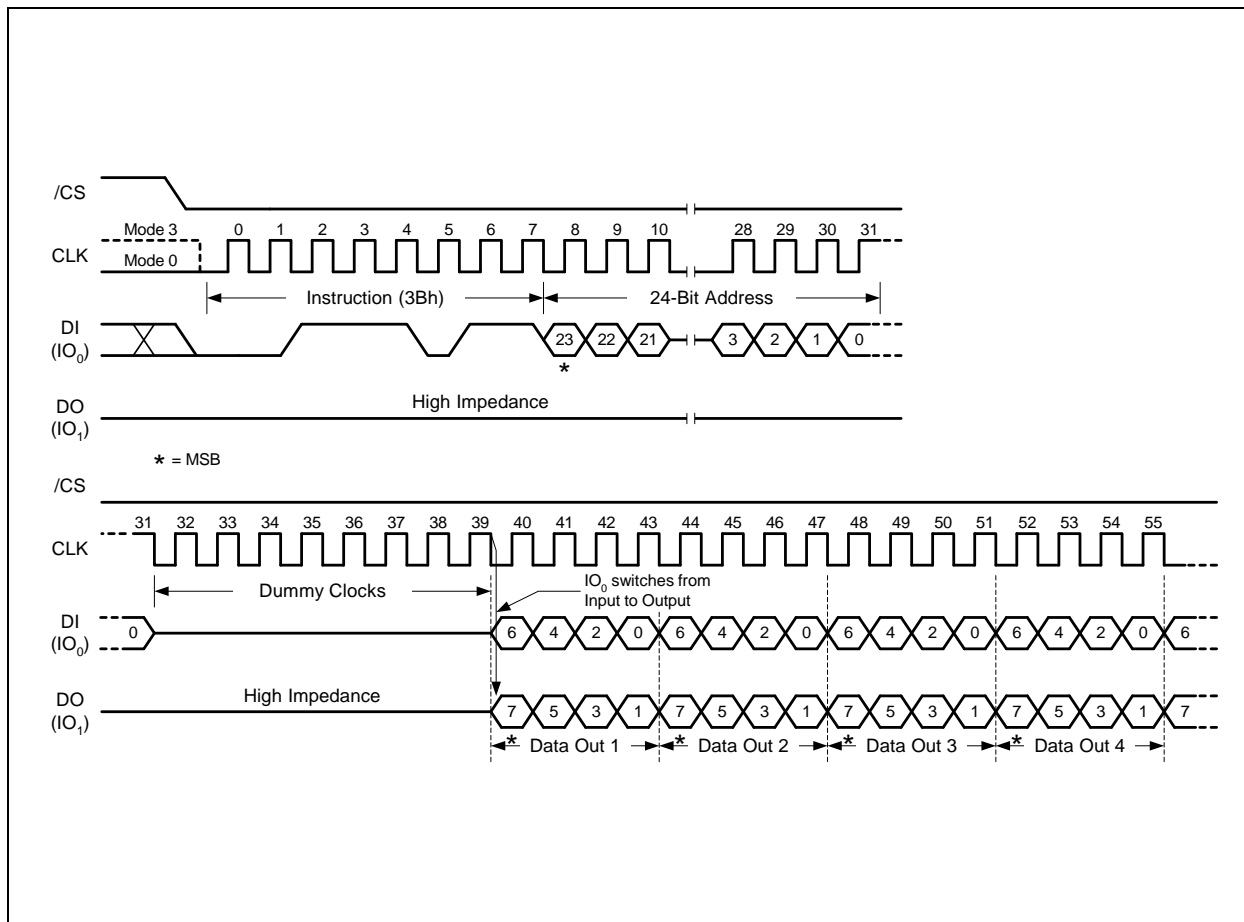 /CS
Mode 3
0 1 2 3 4 5 6 7 8 9 10 28 29 30 31
CLK
Mode 0
Instruction (3Bh) 24-Bit Address
DI
(IO0)
23 22 21 3 2 1 0
*
High Impedance
DO
(IO1)
* = MSB
/CS
31 32 33 34 35 36 37 38 39 40 41 42 43 44 45 46 47 48 49 50 51 52 53 54 55
CLK
Dummy Clocks
IO0 switches from
Input to Output
DI
(IO0)
0 6 4 2 0 6 4 2 0 6 4 2 0 6 4 2 0 6
High Impedance
DO
(IO1)
7 5 3 1 7 5 3 1 7 5 3 1 7 5 3 1 7
* Data Out 1 * Data Out 2 * Data Out 3 * Data Out 4